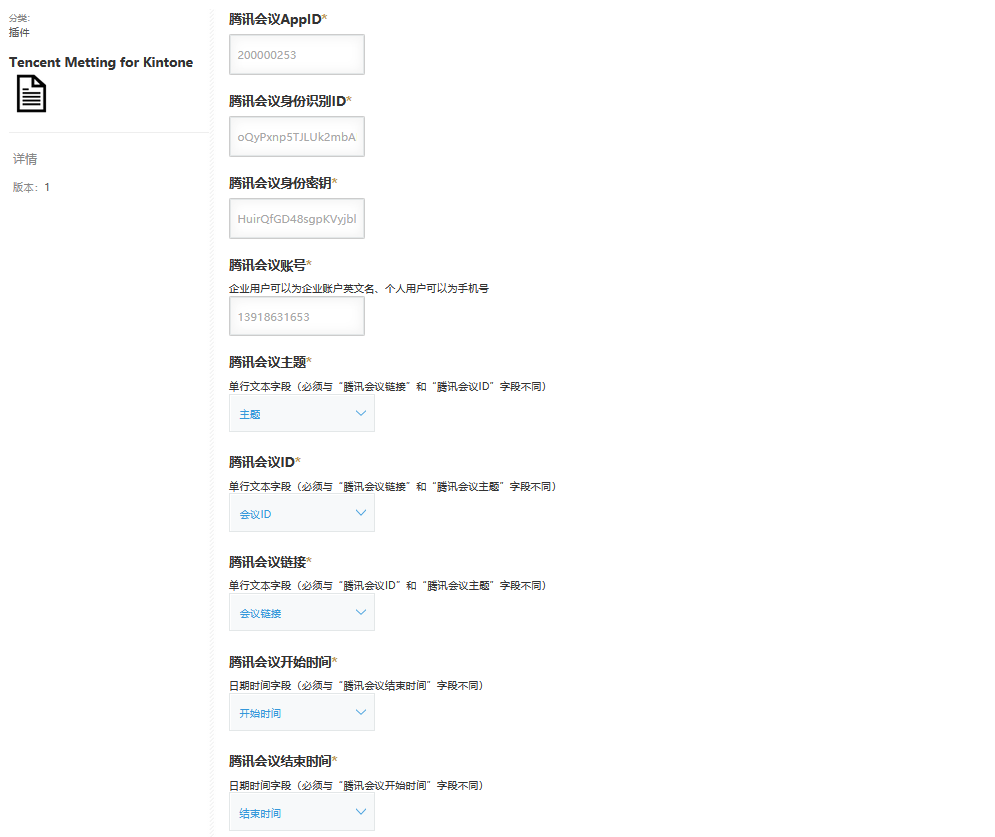 分类:
插件
Tencent Metting for Kintone
详情
版本: 1
腾讯会议AppID*
200000253
腾讯会议身份识别ID*
oQyPxnp5TJLUk2mbA
腾讯会议身份密钥*
HuirQfGD48sgpKVyjbl
腾讯会议账号*
企业用户可以为企业账户英文名、个人用户可以为手机号
13918631653
腾讯会议主题*
单行文本字段（必须与“腾讯会议链接”和“腾讯会议ID”字段不同）
主题
腾讯会议ID*
单行文本字段（必须与“腾讯会议链接”和“腾讯会议主题”字段不同）
会议ID
腾讯会议链接*
单行文本字段（必须与“腾讯会议ID”和“腾讯会议主题”字段不同）
会议链接
腾讯会议开始时间*
日期时间字段（必须与“腾讯会议结束时间”字段不同）
开始时间
腾讯会议结束时间*
日期时间字段（必须与“腾讯会议开始时间”字段不同）
结束时间